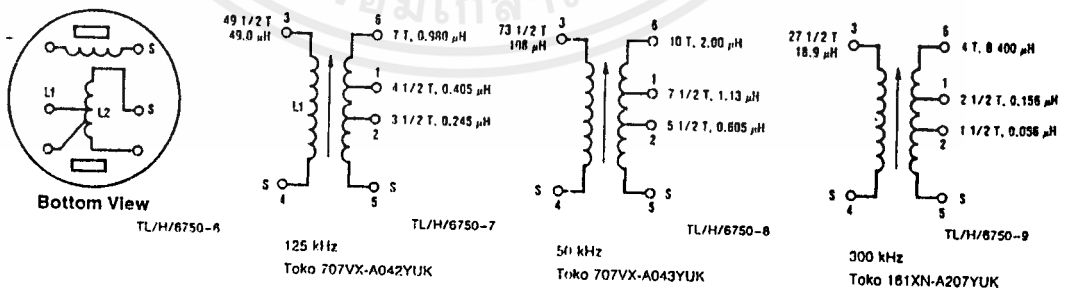 49 1/2 T
49.0 μH
3
6
7 T, 0.980 μH
1
4 1/2 T, 0.405 μH
2
3 1/2 T, 0.245 μH
L1
S
4
S
5
TL/H/6750-7
125 kHz
Toko 707VX-A042YUK
73 1/2 T
108 μH
3
6
10 T, 2.00 μH
1
7 1/2 T, 1.13 μH
2
5 1/2 T, 0.605 μH
S
4
S
5
TL/H/6750-8
50 kHz
Toko 707VX-A043YUK
27 1/2 T
18.9 μH
3
6
4 T, 0 400 μH
1
2 1/2 T, 0.156 μH
2
1 1/2 T, 0.056 μH
S
4
S
5
TL/H/6750-9
300 kHz
Toko 161XN-A207YUK
S
L1
L2
S
Bottom View
TL/H/6750-6